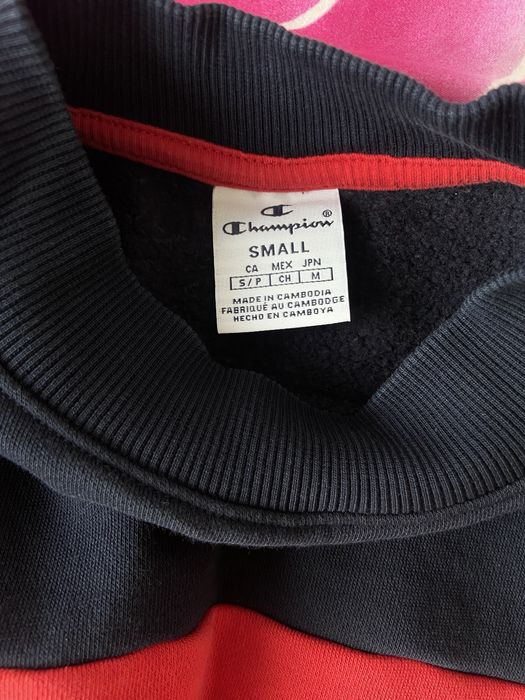 Champion®
SMALL
CA MEX JPN
S/P CH M
MADE IN CAMBODIA
FABRIQUÉ AU CAMBODGE
HECHO EN CAMBOYA